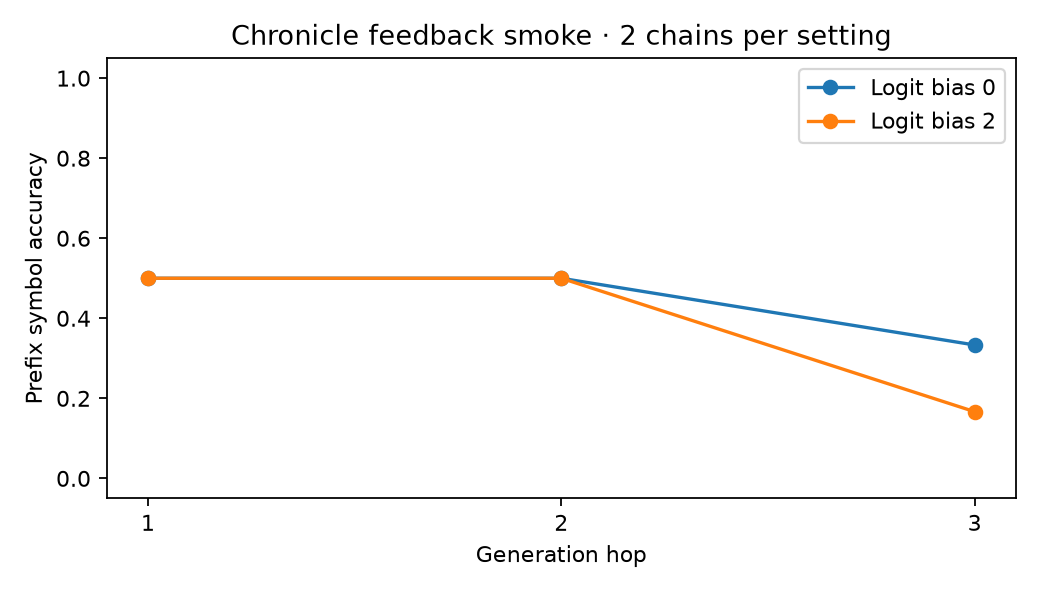 Chronicle feedback smoke · 2 chains per setting
Logit bias 0
Logit bias 2
Prefix symbol accuracy
1.0
0.8
0.6
0.4
0.2
0.0
1 2 3
Generation hop